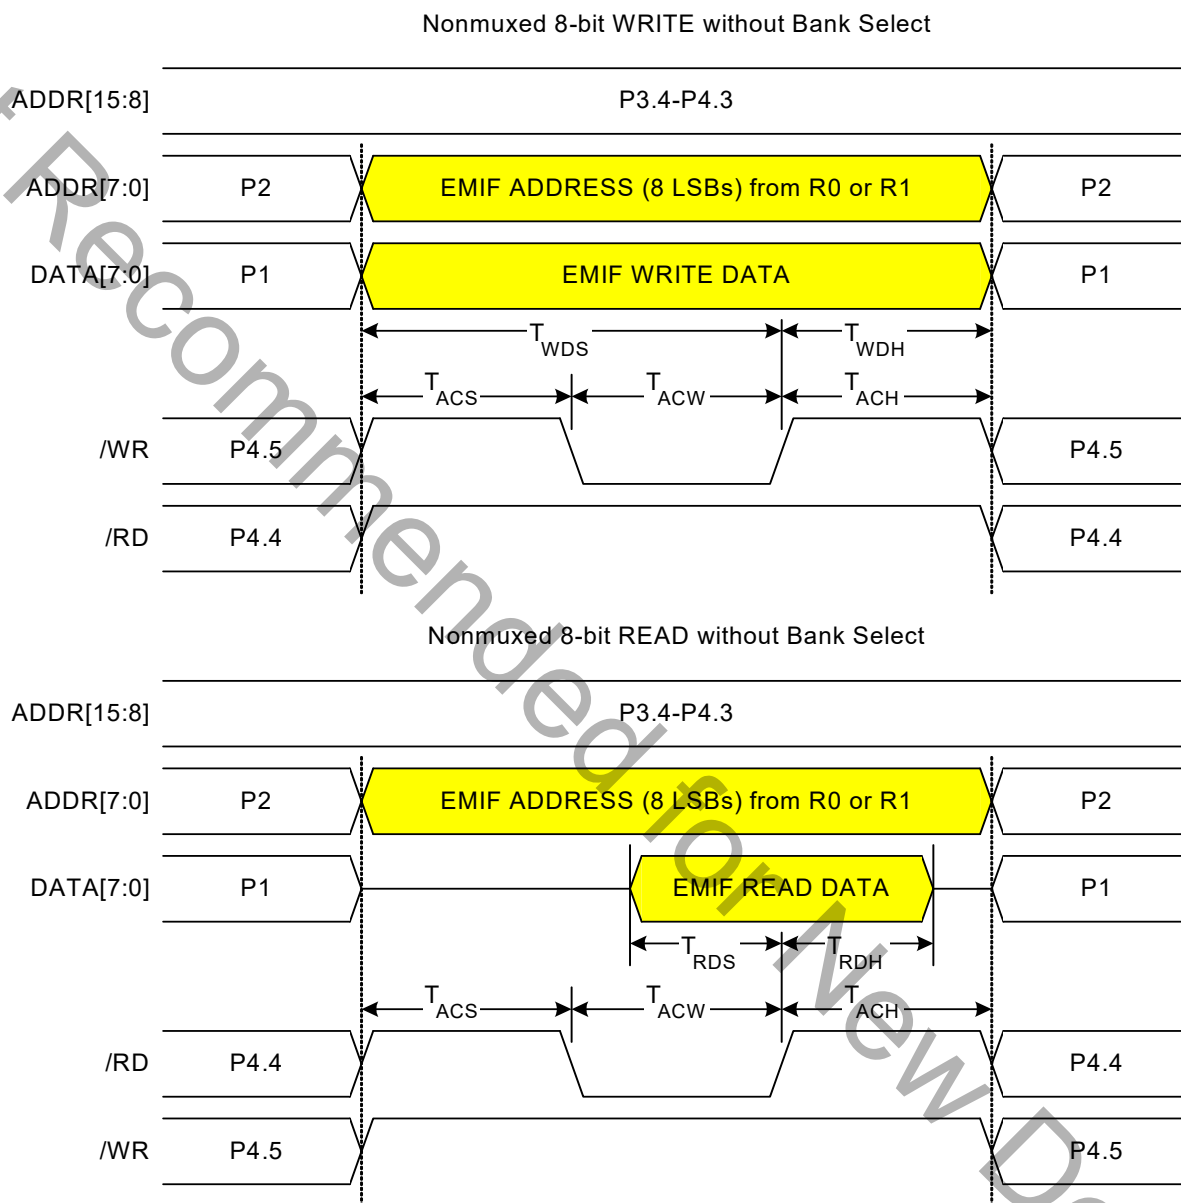 Nonmuxed 8-bit WRITE without Bank Select
ADDR[15:8] P3.4-P4.3
ADDR[7:0] P2 EMIF ADDRESS (8 LSBs) from R0 or R1 P2
DATA[7:0] P1 EMIF WRITE DATA P1
TWDS TWDH
TACS TACW TACH
/WR P4.5 P4.5
/RD P4.4 P4.4
Nonmuxed 8-bit READ without Bank Select
ADDR[15:8] P3.4-P4.3
ADDR[7:0] P2 EMIF ADDRESS (8 LSBs) from R0 or R1 P2
DATA[7:0] P1 EMIF READ DATA P1
TRDS TRDH
TACS TACW TACH
/RD P4.4 P4.4
/WR P4.5 P4.5
Recommended for New